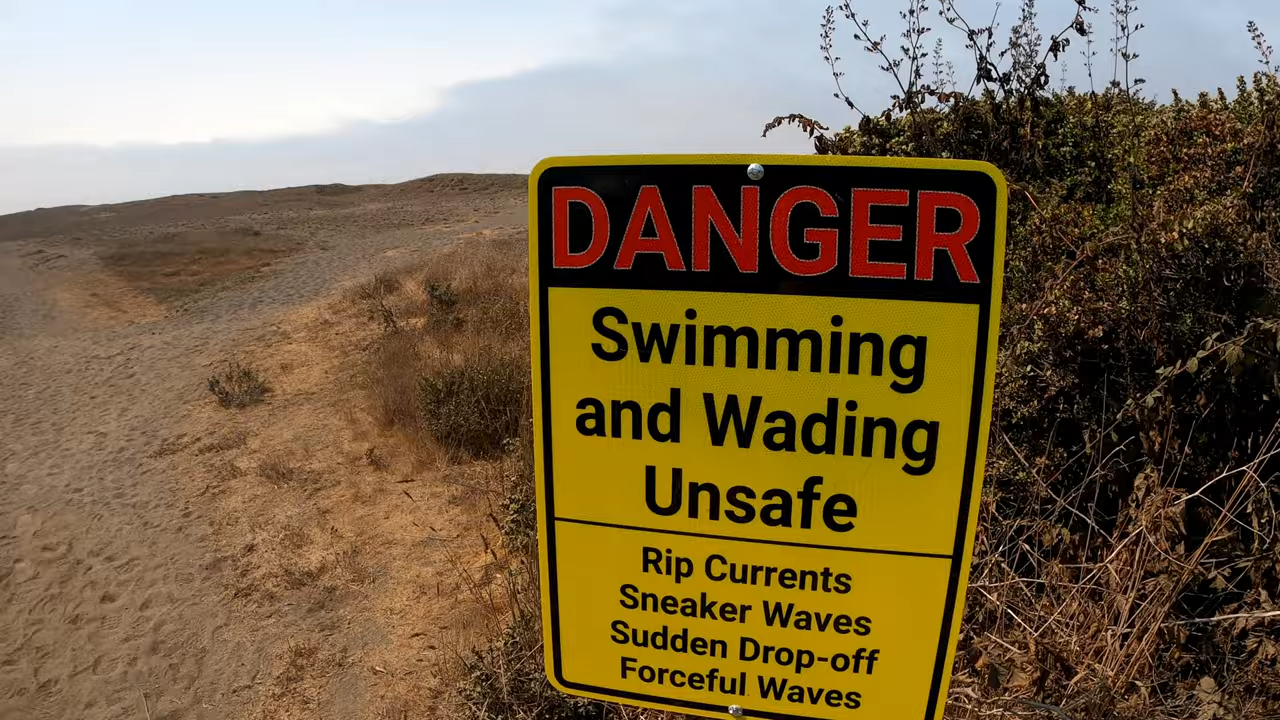 DANGER
Swimming
and Wading
Unsafe
Rip Currents
Sneaker Waves
Sudden Drop-off
Forceful Waves